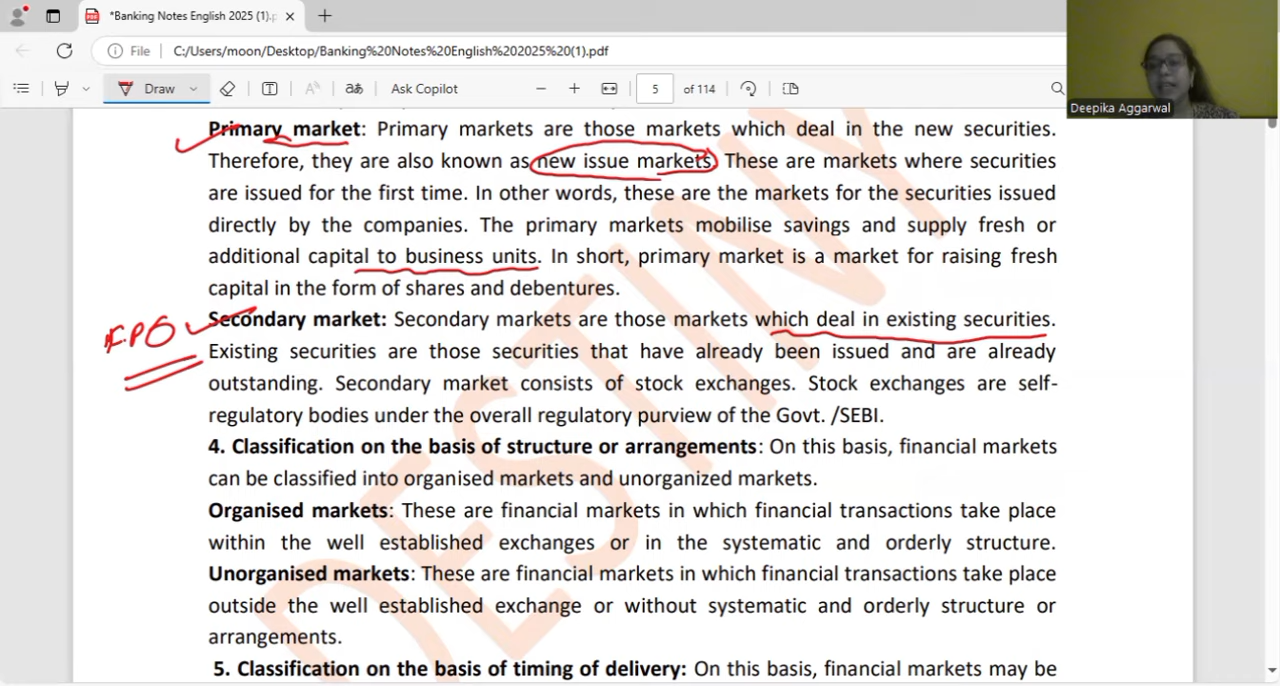 *Banking Notes English 2025 (1).p
File C:/Users/moon/Desktop/Banking%20Notes%20English%202025%20(1).pdf
Draw Ask Copilot 5 of 114
Deepika Aggarwal
Primary market: Primary markets are those markets which deal in the new securities.
Therefore, they are also known as new issue markets. These are markets where securities
are issued for the first time. In other words, these are the markets for the securities issued
directly by the companies. The primary markets mobilise savings and supply fresh or
additional capital to business units. In short, primary market is a market for raising fresh
capital in the form of shares and debentures.
Secondary market: Secondary markets are those markets which deal in existing securities.
FPO
Existing securities are those securities that have already been issued and are already
outstanding. Secondary market consists of stock exchanges. Stock exchanges are self-
regulatory bodies under the overall regulatory purview of the Govt. /SEBI.
4. Classification on the basis of structure or arrangements: On this basis, financial markets
can be classified into organised markets and unorganized markets.
Organised markets: These are financial markets in which financial transactions take place
within the well established exchanges or in the systematic and orderly structure.
Unorganised markets: These are financial markets in which financial transactions take place
outside the well established exchange or without systematic and orderly structure or
arrangements.
5. Classification on the basis of timing of delivery: On this basis, financial markets may be
DESTINY